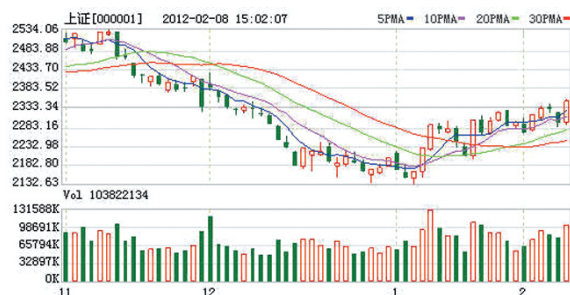 上证[000001] 2012-02-08 15:02:07 5PMA 10PMA 20PMA 30PMA
2534.06
2483.88
2433.70
2383.52
2333.34
2283.16
2232.98
2182.80
2132.63
Vol 103822134
131588K
98691K
65794K
32897K
0K
11 12 1 2